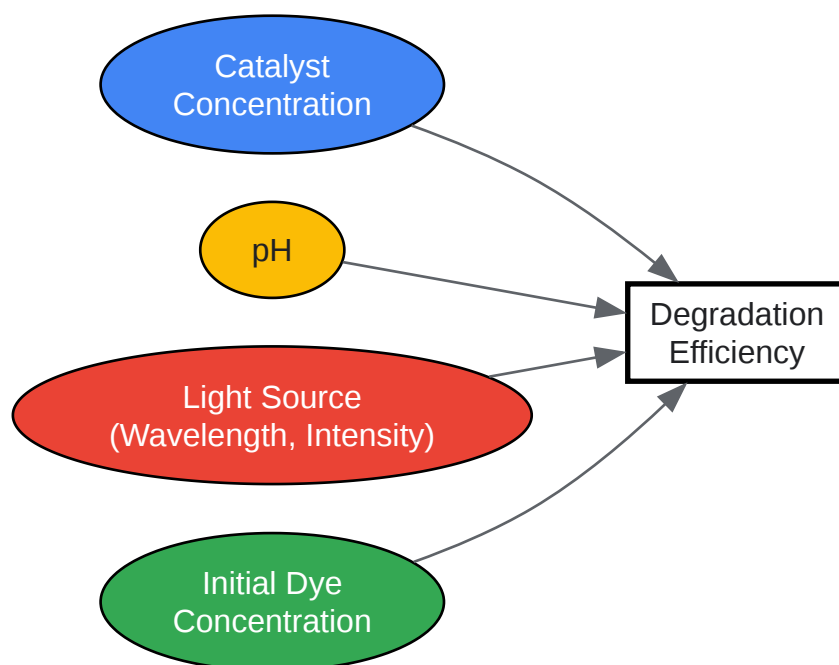 Catalyst
Concentration
pH
Degradation
Efficiency
Light Source
(Wavelength, Intensity)
Initial Dye
Concentration